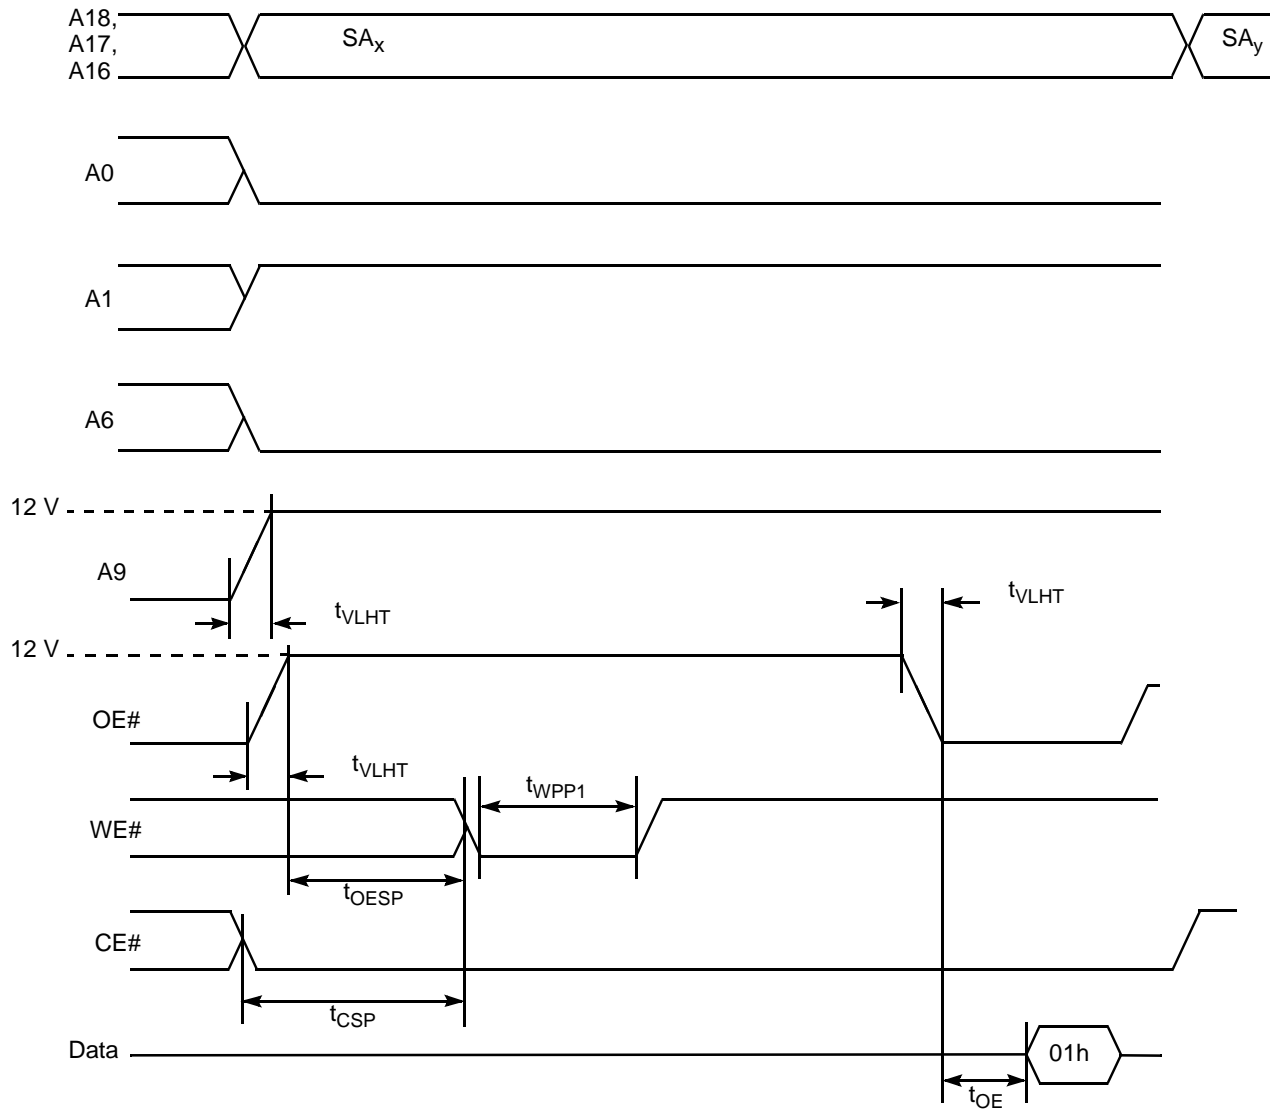 A18,
A17,
A16
SAx
SAy
A0
A1
A6
12 V
A9
tVLHT
tVLHT
12 V
OE#
tVLHT
tWPP1
WE#
tOESP
CE#
tCSP
Data
01h
tOE